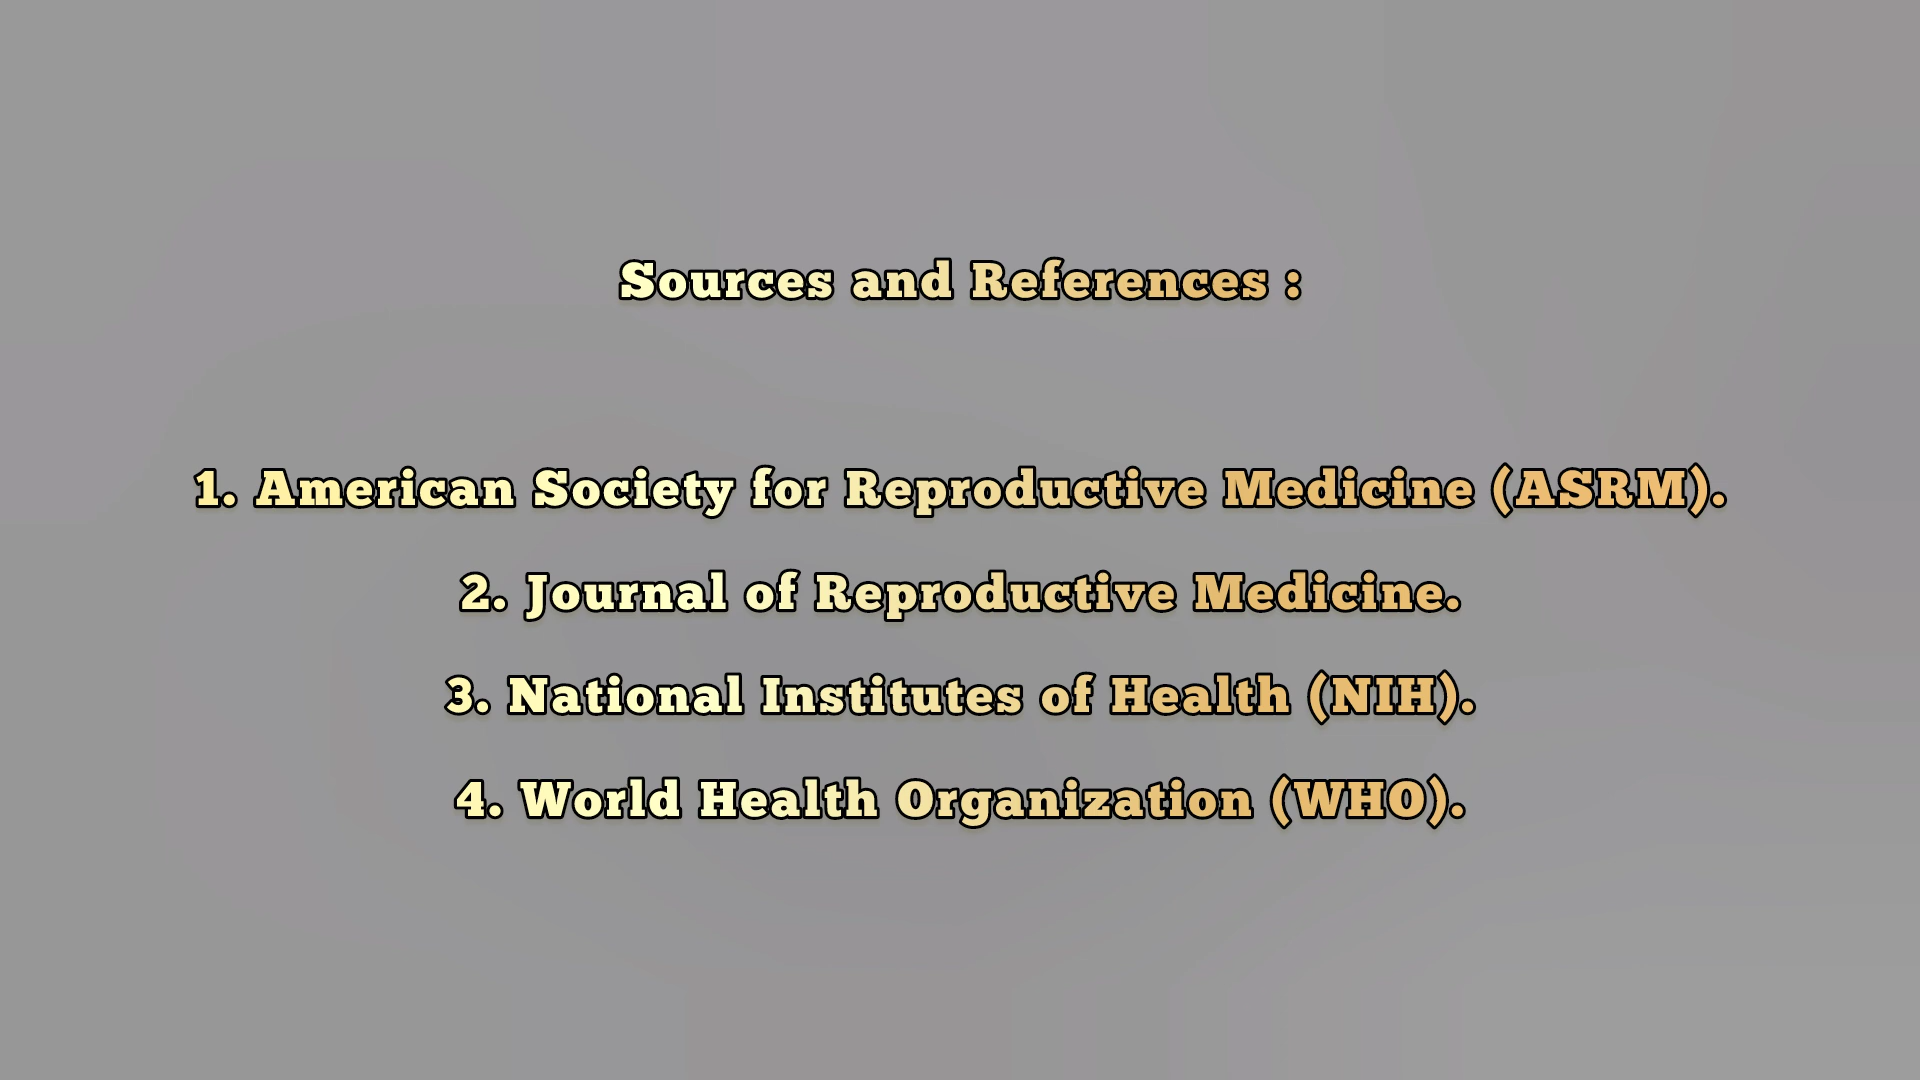 Sources and References :
1. American Society for Reproductive Medicine (ASRM).
2. Journal of Reproductive Medicine.
3. National Institutes of Health (NIH).
4. World Health Organization (WHO).